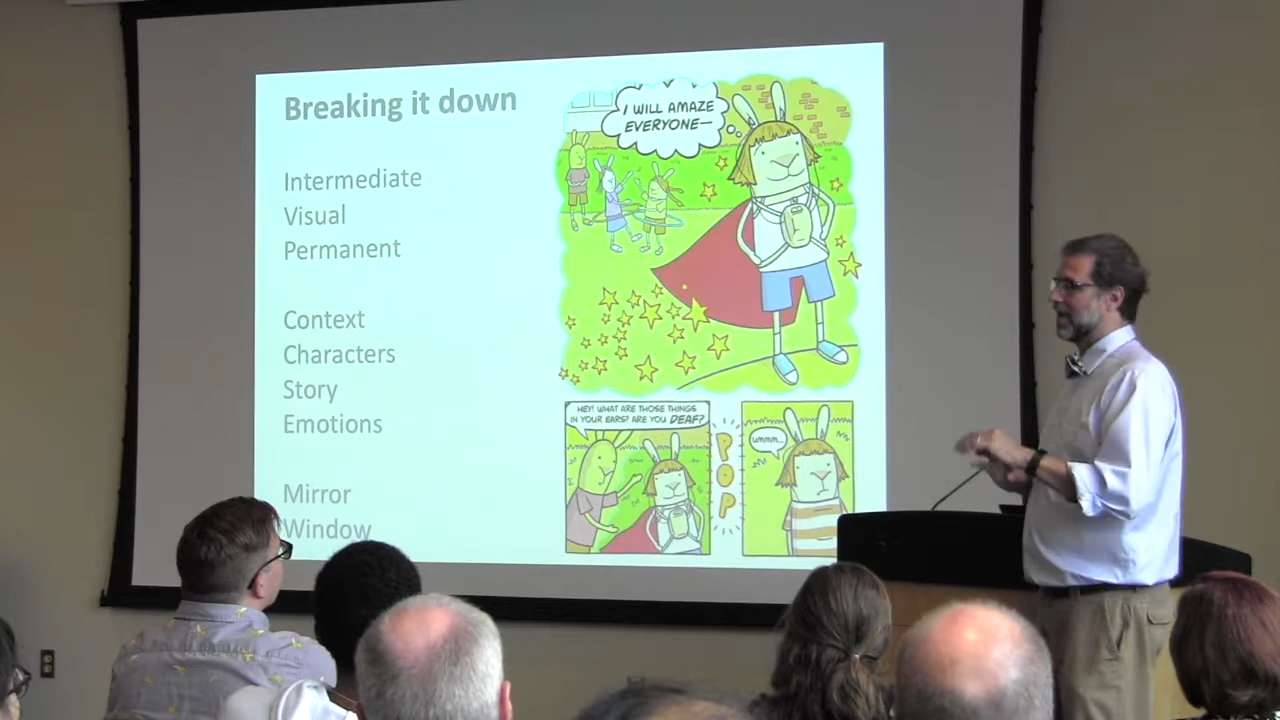 Breaking it down
Intermediate
Visual
Permanent
Context
Characters
Story
Emotions
Mirror
Window
I WILL AMAZE
EVERYONE—
HEY! WHAT ARE THOSE THINGS
IN YOUR EARS? ARE YOU DEAF?
POP
UMMM...